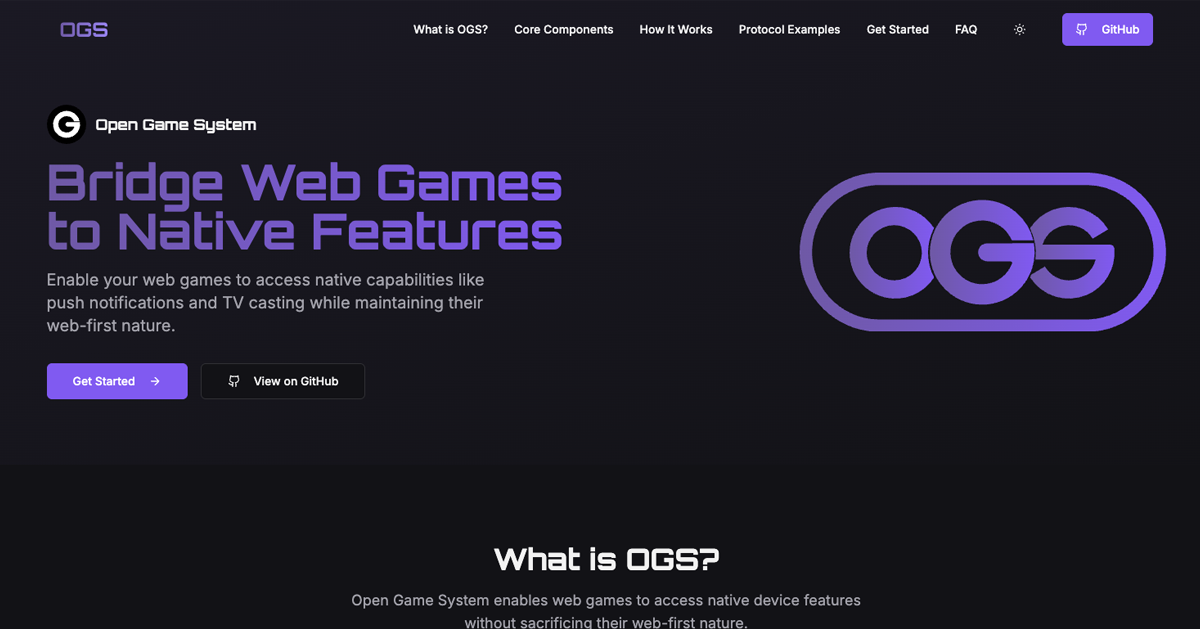 OGS
What is OGS?
Core Components
How It Works
Protocol Examples
Get Started
FAQ
GitHub
G Open Game System
Bridge Web Games
to Native Features
Enable your web games to access native capabilities like
push notifications and TV casting while maintaining their
web-first nature.
Get Started →
View on GitHub
OGS
What is OGS?
Open Game System enables web games to access native device features
without sacrificing their web-first nature.